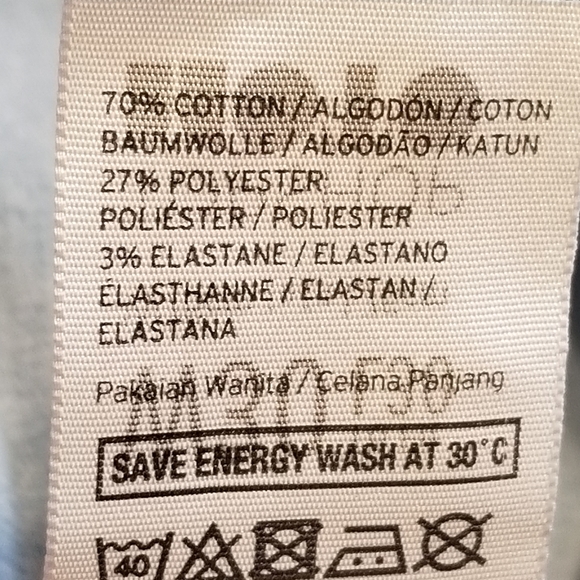 70% COTTON / ALGODÓN / COTON
BAUMWOLLE / ALGODÃO / KATUN
27% POLYESTER
POLIÉSTER / POLIESTER
3% ELASTANE / ELASTANO
ÉLASTHANNE / ELASTAN /
ELASTANA
Pakaian Wanita / Celana Panjang
SAVE ENERGY WASH AT 30°C
40